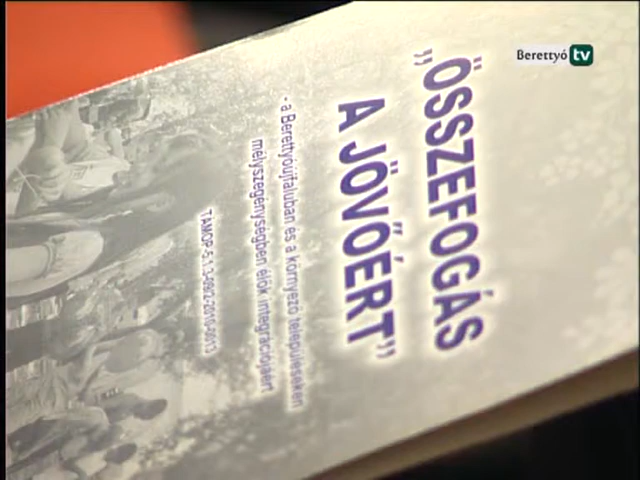 „ÖSSZEFOGÁS
A JÖVŐÉRT”
- a Berettyóújfaluban és a környező településeken
mélyszegénységben élők integrációjáért
TÁMOP-5.1.3-09/2-2010-0013
Berettyó tv